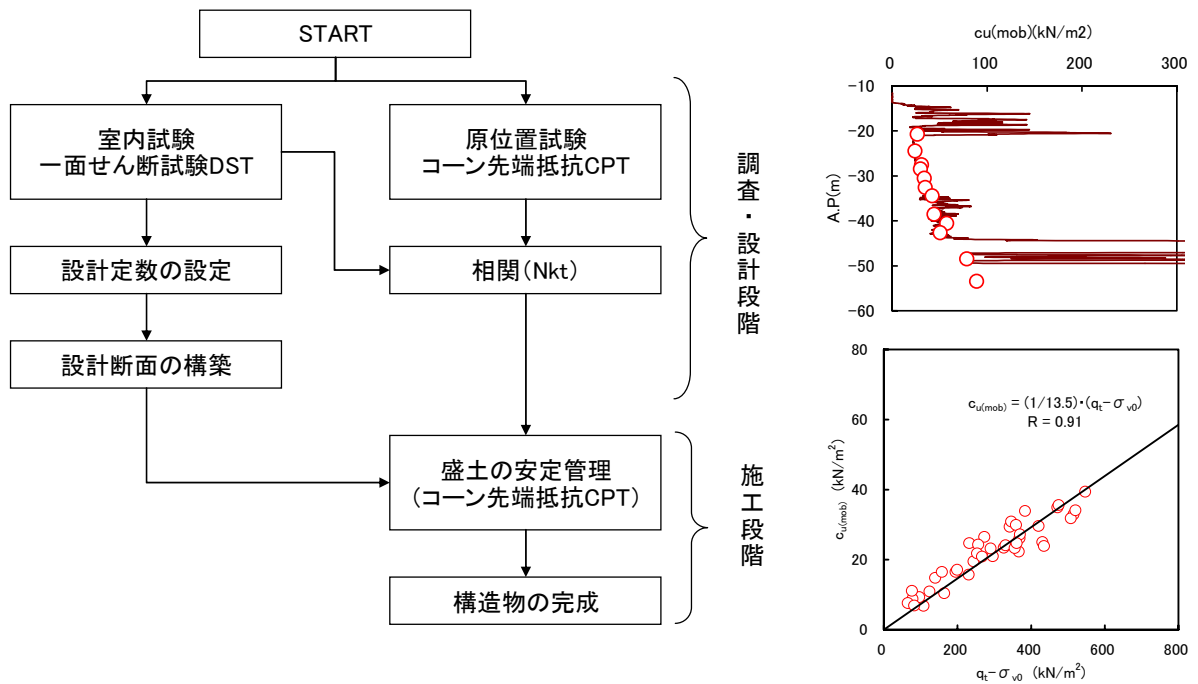 START
室内試験
一面せん断試験DST
原位置試験
コーン先端抵抗CPT
設計定数の設定
相関(Nkt)
設計断面の構築
盛土の安定管理
(コーン先端抵抗CPT)
構造物の完成
調査・設計段階
施工段階
cu(mob)(kN/m2)
0 100 200 300
A.P(m)
-10
-20
-30
-40
-50
-60
c_u(mob) (kN/m²)
80
60
40
20
0
c_u(mob) = (1/13.5)・(q_t-σ_v0)
R = 0.91
0 200 400 600 800
q_t-σ_v0 (kN/m²)